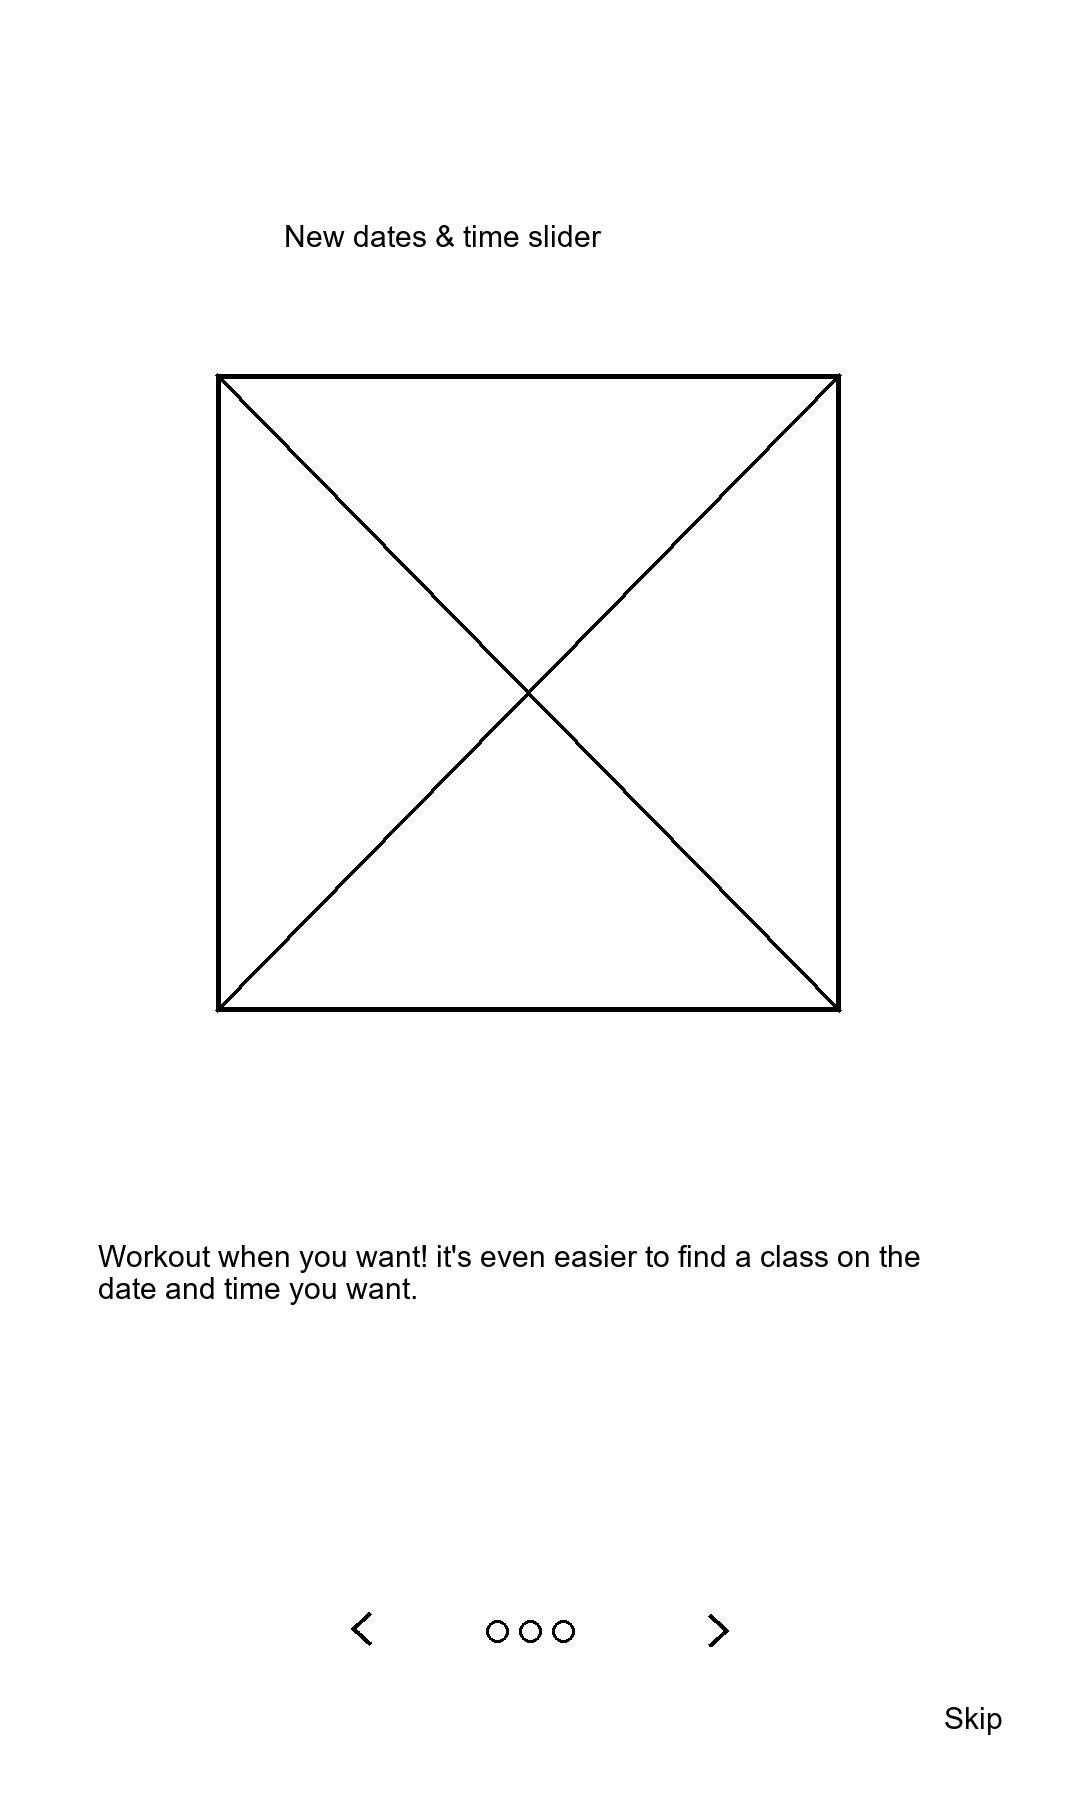 New dates & time slider
Workout when you want! it's even easier to find a class on the
date and time you want.
Skip